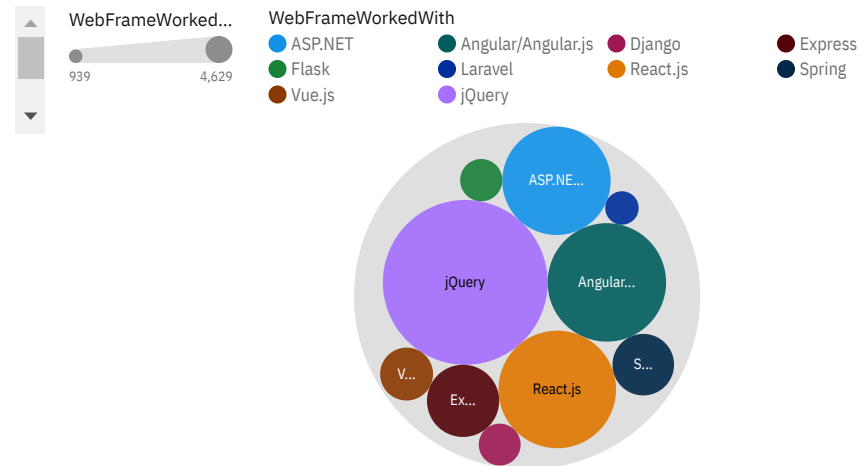 WebFrameWorked...
939 4,629
WebFrameWorkedWith
ASP.NET Angular/Angular.js Django Express
Flask Laravel React.js Spring
Vue.js jQuery
ASP.NE...
jQuery Angular...
S...
V... React.js
Ex...